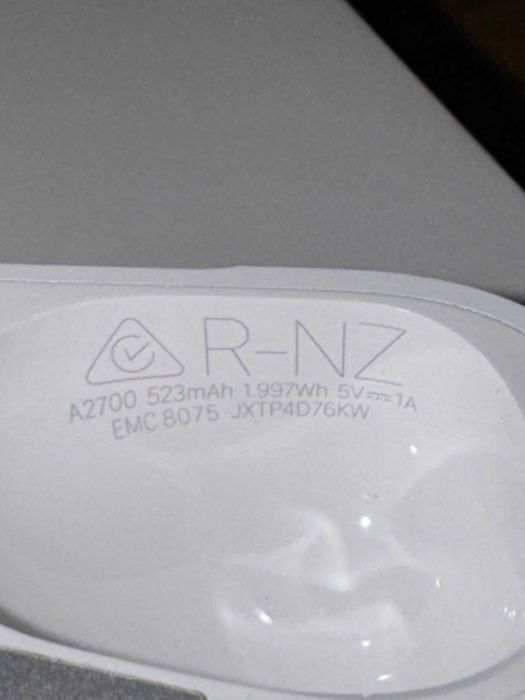 R-NZ
A2700 523mAh 1.997Wh 5V⎓1A
EMC 8075 JXTP4D76KW